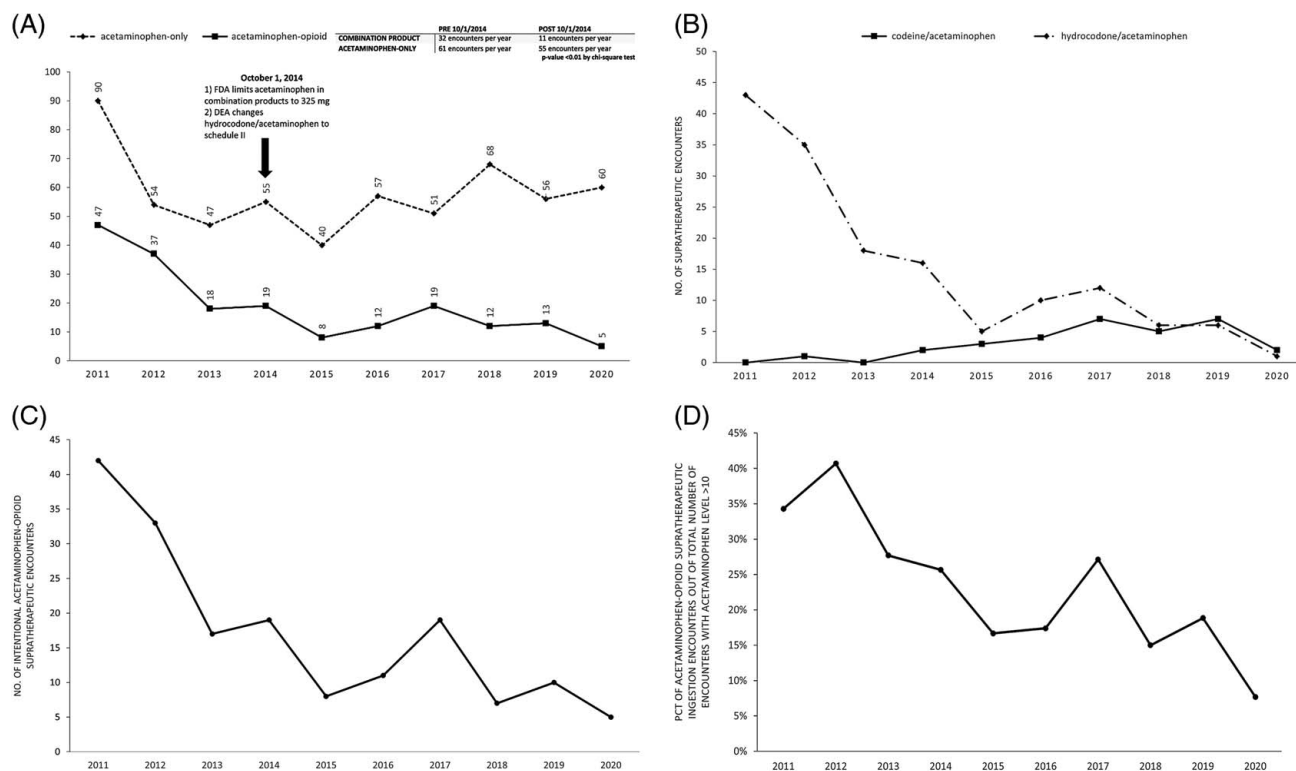 (A)
acetaminophen-only
acetaminophen-opioid
PRE 10/1/2014 POST 10/1/2014
COMBINATION PRODUCT 32 encounters per year 11 encounters per year
ACETAMINOPHEN-ONLY 61 encounters per year 55 encounters per year
p-value <0.01 by chi-square test
October 1, 2014
1) FDA limits acetaminophen in
combination products to 325 mg
2) DEA changes
hydrocodone/acetaminophen to
schedule II
100
90
80
70
60
50
40
30
20
10
0
90 54 47 55 40 57 51 68 56 60
47 37 18 19 8 12 19 12 13 5
2011 2012 2013 2014 2015 2016 2017 2018 2019 2020
(B)
codeine/acetaminophen
hydrocodone/acetaminophen
NO. OF SUPRATHERAPEUTIC ENCOUNTERS
50
45
40
35
30
25
20
15
10
5
0
2011 2012 2013 2014 2015 2016 2017 2018 2019 2020
(C)
NO. OF INTENTIONAL ACETAMINOPHEN-OPIOID
SUPRATHERAPEUTIC ENCOUNTERS
45
40
35
30
25
20
15
10
5
0
2011 2012 2013 2014 2015 2016 2017 2018 2019 2020
(D)
PCT OF ACETAMINOPHEN-OPIOID SUPRATHERAPEUTIC
INGESTION ENCOUNTERS OUT OF TOTAL NUMBER OF
ENCOUNTERS WITH ACETAMINOPHEN LEVEL >10
45%
40%
35%
30%
25%
20%
15%
10%
5%
0%
2011 2012 2013 2014 2015 2016 2017 2018 2019 2020